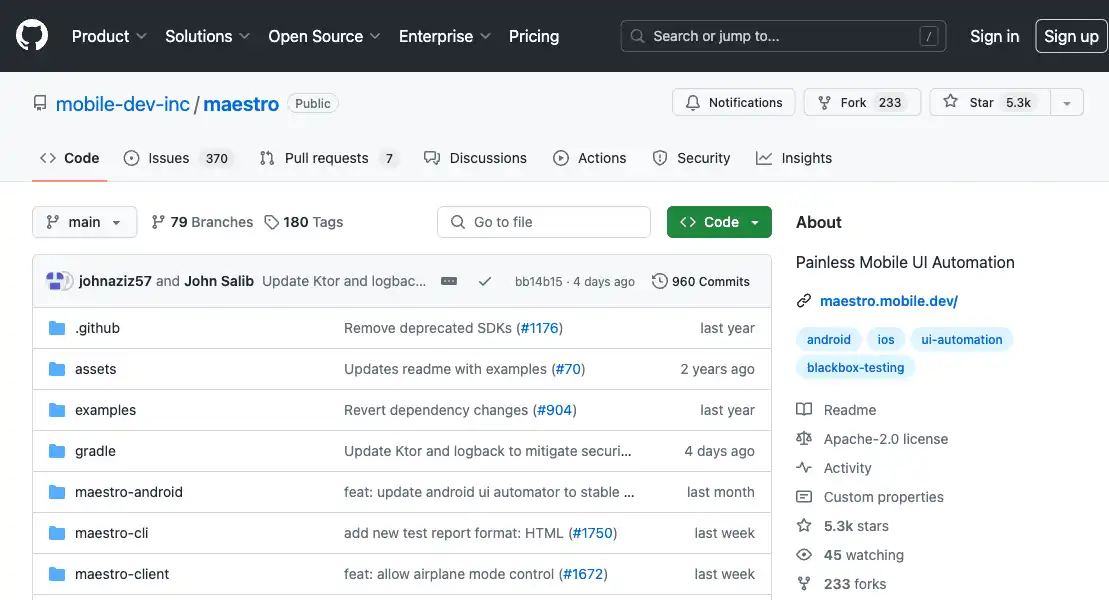 Product Solutions Open Source Enterprise Pricing Search or jump to... / Sign in Sign up
mobile-dev-inc / maestro Public Notifications Fork 233 Star 5.3k
Code Issues 370 Pull requests 7 Discussions Actions Security Insights
main 79 Branches 180 Tags Go to file Code
johnaziz57 and John Salib Update Ktor and logbac... bb14b15 · 4 days ago 960 Commits
.github Remove deprecated SDKs (#1176) last year
assets Updates readme with examples (#70) 2 years ago
examples Revert dependency changes (#904) last year
gradle Update Ktor and logback to mitigate securi... 4 days ago
maestro-android feat: update android ui automator to stable ... last month
maestro-cli add new test report format: HTML (#1750) last week
maestro-client feat: allow airplane mode control (#1672) last week
About
Painless Mobile UI Automation
maestro.mobile.dev/
android ios ui-automation
blackbox-testing
Readme
Apache-2.0 license
Activity
Custom properties
5.3k stars
45 watching
233 forks